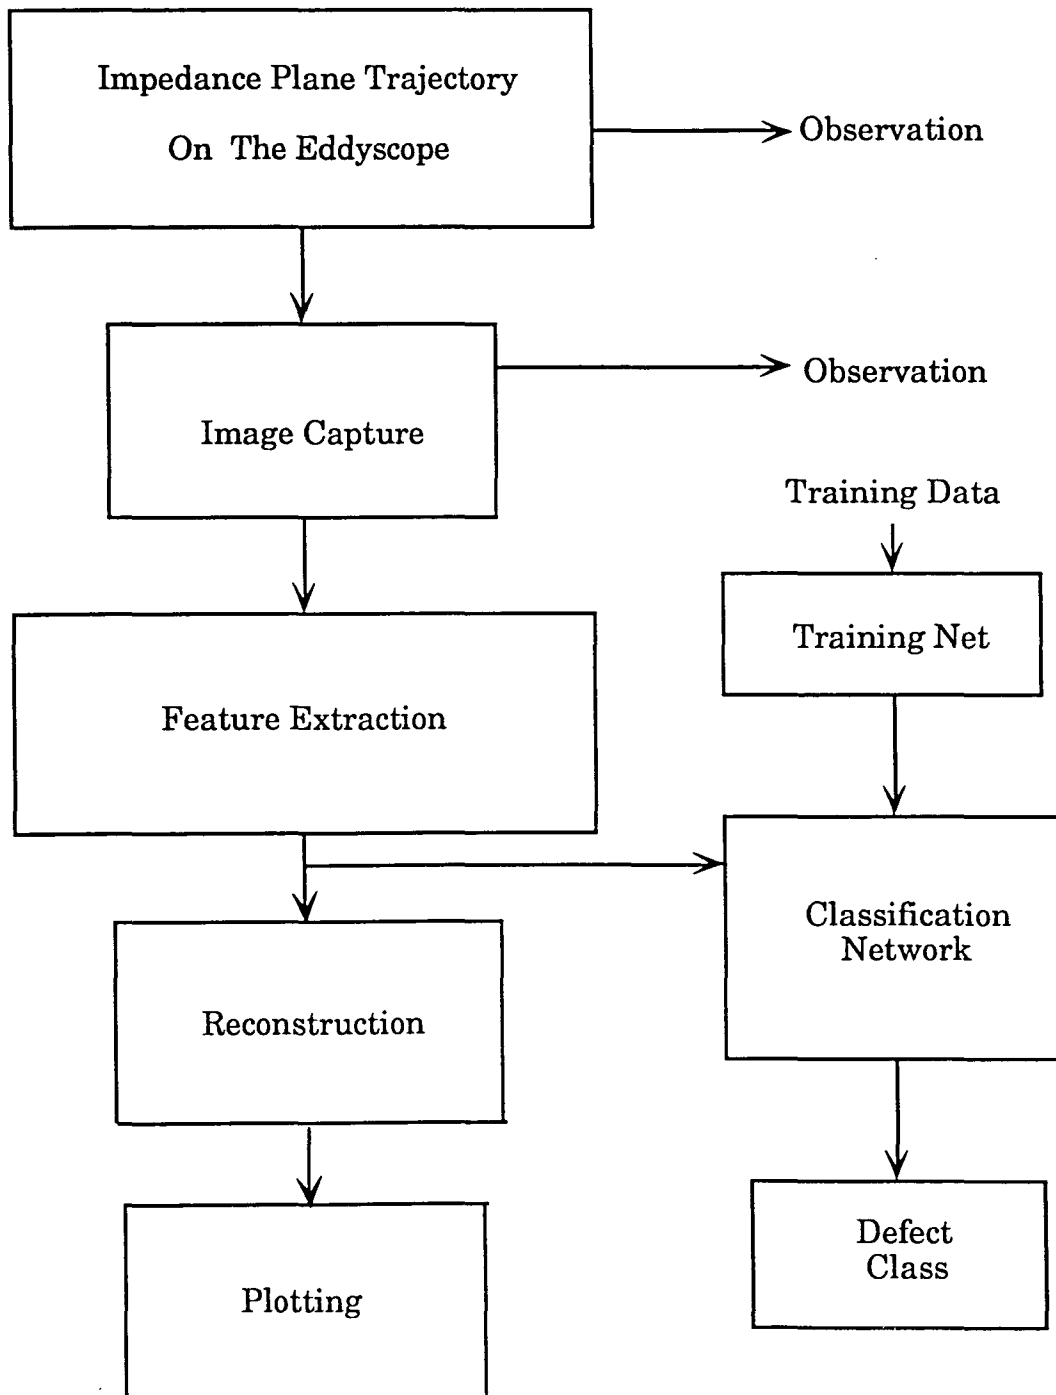 Impedance Plane Trajectory
On The Eddyscope
Observation
Image Capture
Observation
Training Data
Training Net
Feature Extraction
Classification
Network
Reconstruction
Defect
Class
Plotting